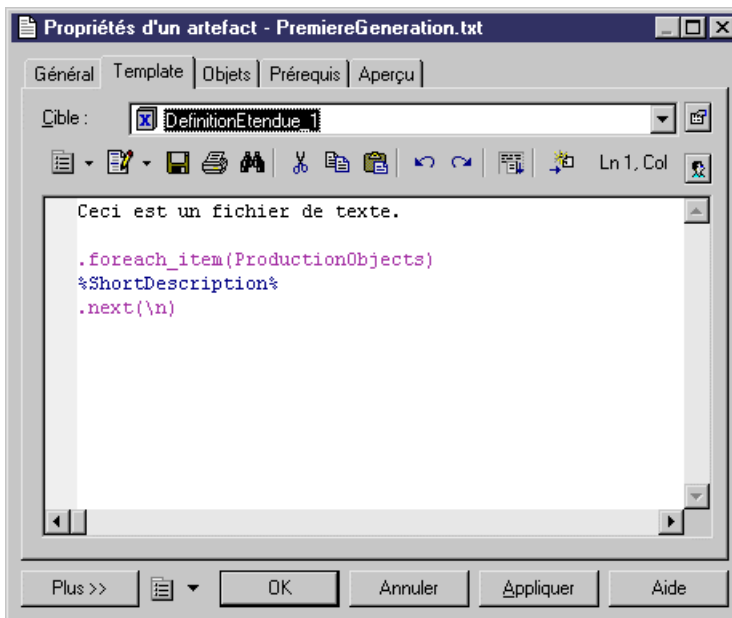 Propriétés d'un artefact - PremiereGeneration.txt
Général Template Objets Prérequis Aperçu
Cible : DefinitionEtendue_1
Ln 1, Col
Ceci est un fichier de texte.
.foreach_item(ProductionObjects)
%ShortDescription%
.next(\n)
Plus >> OK Annuler Appliquer Aide